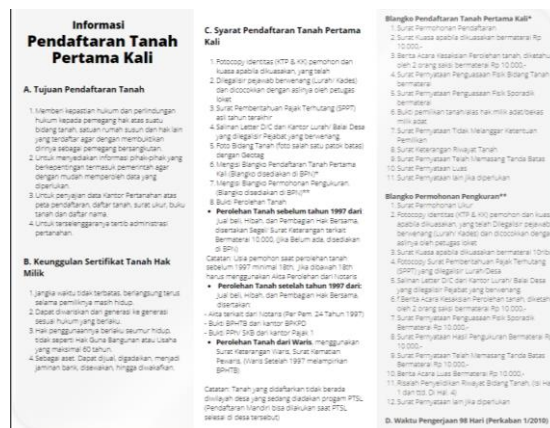 Informasi
Pendaftaran Tanah
Pertama Kali
A. Tujuan Pendaftaran Tanah
1. Memberi kepastian hukum dan perlindungan
hukum kepada pemegang hak atas suatu
bidang tanah, satuan rumah susun dan hak lain
yang terdaftar agar dengan membuktikan
dirinya sebagai pemegang bersangkutan.
2. Untuk menyediakan informasi pihak-pihak yang
berkepentingan termasuk pemerintah agar
dengan mudah memperoleh data yang
diperlukan.
3. Untuk penyajian data Kantor Pertanahan atas
peta pendaftaran, daftar tanah, surat ukur, buku
tanah dan daftar nama.
4. Untuk terselenggaranya tertib administrasi
pertanahan.
B. Keunggulan Sertifikat Tanah Hak
Milik
1. Jangka waktu tidak terbatas, berlangsung terus
selama pemiliknya masih hidup.
2. Dapat diwariskan dari generasi ke generasi
sesuai hukum yang berlaku.
3. Hak penggunaannya berlaku seumur hidup,
tidak seperti Hak Guna Bangunan atau Usaha
yang maksimal 60 tahun.
4. Sebagai aset. Dapat dijual, digadaikan, menjadi
jaminan bank, disewakan, hingga diwakafkan.
C. Syarat Pendaftaran Tanah Pertama
Kali
1. Fotocopy identitas (KTP & KK) pemohon dan
kuasa apabila dikuasakan, yang telah
2. Dilegalisir pejabat berwenang (Lurah/ Kades)
dan dicocokkan dengan aslinya oleh petugas
loket
3. Surat Pemberitahuan Pajak Terhutang (SPPT)
asli tahun terakhir
4. Salinan Letter D/C dari Kantor Lurah/ Balai Desa
yang dilegalisir Pejabat yang berwenang.
5. Foto Bidang Tanah (foto salah satu patok batas)
dengan Geotag
6. Mengisi Blangko Pendaftaran Tanah Pertama
Kali (Blangko disediakan di BPN)*
7. Mengisi Blangko Permohonan Pengukuran.
(Blangko disediakan di BPN)**
8. Bukti Perolehan Tanah
• Perolehan Tanah sebelum tahun 1997 dari
Jual beli, Hibah, dan Pembagian Hak Bersama,
disertakan Segel/ Surat Keterangan terkait
Bermaterai 10.000, (Jika Belum ada, disediakan
di BPN)
Catatan: Usia pemohon saat perolehan tanah
sebelum 1997 minimal 18th, jika dibawah 18th
harus menggunakan Akta Perolehan dari Notaris
• Perolehan Tanah setelah tahun 1997 dari:
Jual beli, Hibah, dan Pembagian Hak Bersama,
disertakan:
- Akta terkait dari Notaris (Per Pem. 24 Tahun 1997)
- Bukti BPHTB dari kantor BPKPD
- Bukti PPh/ SKB dari kantor Pajak 1
• Perolehan Tanah dari Waris, menggunakan
Surat Keterangan Waris, Surat Kematian
Pewaris, (Waris Setelah 1997 melampirkan
BPHTB)
Catatan: Tanah yang didaftarkan tidak berada
diwilayah desa yang sedang diadakan progam PTSL
(Pendaftaran Mandiri bisa dilakukan saat PTSL
selesai di desa tersebut)
Blangko Pendaftaran Tanah Pertama Kali*
1. Surat Permohonan Pendaftaran
2. Surat Kuasa apabila dikuasakan bermaterai Rp
10.000,-
3. Berita Acara Kesaksian Perolehan tanah, diketahui
oleh 2 orang saksi bermaterai Rp 10.000,-
4. Surat Pernyataan Penguasaan Fisik Bidang Tanah
bermaterai
5. Surat Pernyataan Penguasaan Fisik Sporadik
bermaterai
6. Bukti pemilikan tanah/alas hak milik adat/bekas
milik adat
7. Surat Pernyataan Tidak Melanggar Ketentuan
Pemilikan
8. Surat Keterangan Riwayat Tanah
9. Surat Pernyataan Telah Memasang Tanda Batas
10. Surat Pernyataan Luas
11. Surat Pernyataan lain jika diperlukan
Blangko Permohonan Pengkuran**
1. Surat Permohonan Ukur
2. Fotocopy identitas (KTP & KK) pemohon dan kuasa
apabila dikuasakan, yang telah Dilegalisir pejabat
berwenang (Lurah/ Kades) dan dicocokkan dengan
aslinya oleh petugas loket
3. Surat Kuasa apabila dikuasakan bermaterai 10ribu
4. Fotocopy Surat Pemberitahuan Pajak Terhutang
(SPPT) yang dilegalisir Lurah/Desa
5. Salinan Letter D/C dari Kantor Lurah/ Balai Desa
yang dilegalisir Pejabat yang berwenang.
6. Berita Acara Kesaksian Perolehan tanah, diketahui
oleh 2 orang saksi bermaterai Rp 10.000,-
7. Surat Pernyataan Penguasaan Fisik Sporadik
Bermaterai Rp 10.000,-
8. Surat Pernyataan Hasil Pengukuran Bermaterai Rp
10.000,-
9. Surat Pernyataan Telah Memasang Tanda Batas
10. Berita Acara Luas Bermaterai Rp 10.000,-
11. Risalah Penyelidikan Riwayat Bidang Tanah, (Isi Hal
1 dan ttd. Di Hal. 4)
12. Surat Pernyataan lain jika diperlukan
D. Waktu Pengerjaan 98 Hari (Perkaban 1/2010)